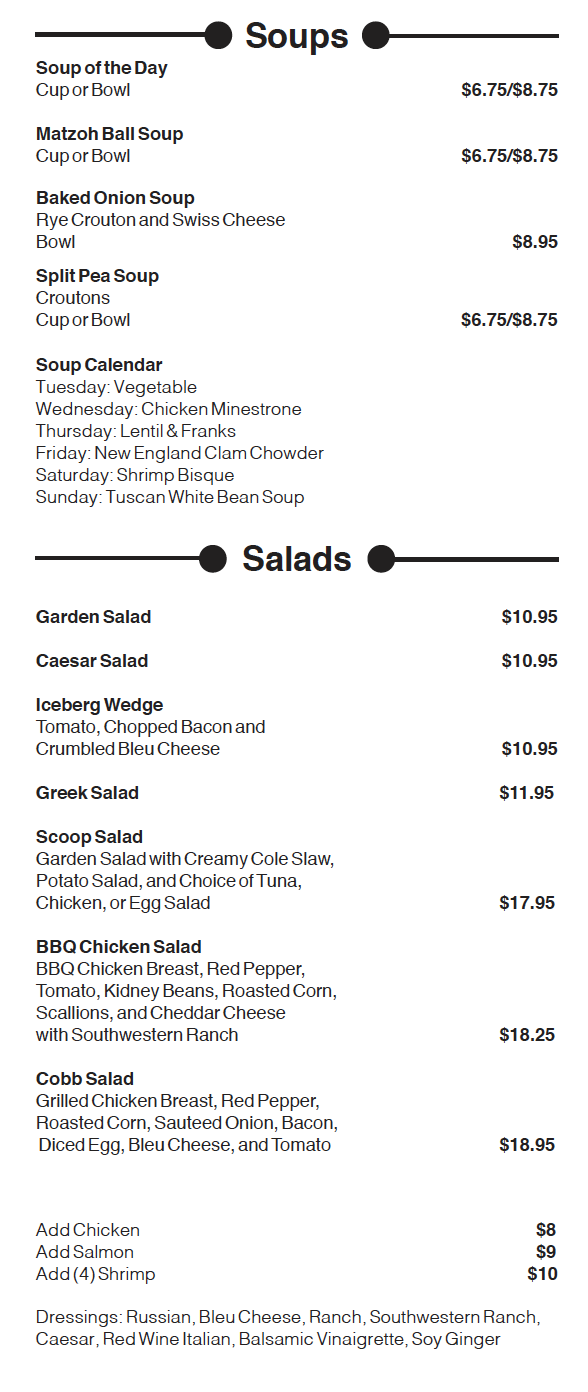 Soups
Soup of the Day
Cup or Bowl $6.75/$8.75
Matzoh Ball Soup
Cup or Bowl $6.75/$8.75
Baked Onion Soup
Rye Crouton and Swiss Cheese
Bowl $8.95
Split Pea Soup
Croutons
Cup or Bowl $6.75/$8.75
Soup Calendar
Tuesday: Vegetable
Wednesday: Chicken Minestrone
Thursday: Lentil & Franks
Friday: New England Clam Chowder
Saturday: Shrimp Bisque
Sunday: Tuscan White Bean Soup
Salads
Garden Salad $10.95
Caesar Salad $10.95
Iceberg Wedge
Tomato, Chopped Bacon and
Crumbled Bleu Cheese $10.95
Greek Salad $11.95
Scoop Salad
Garden Salad with Creamy Cole Slaw,
Potato Salad, and Choice of Tuna,
Chicken, or Egg Salad $17.95
BBQ Chicken Salad
BBQ Chicken Breast, Red Pepper,
Tomato, Kidney Beans, Roasted Corn,
Scallions, and Cheddar Cheese
with Southwestern Ranch $18.25
Cobb Salad
Grilled Chicken Breast, Red Pepper,
Roasted Corn, Sauteed Onion, Bacon,
Diced Egg, Bleu Cheese, and Tomato $18.95
Add Chicken $8
Add Salmon $9
Add (4) Shrimp $10
Dressings: Russian, Bleu Cheese, Ranch, Southwestern Ranch,
Caesar, Red Wine Italian, Balsamic Vinaigrette, Soy Ginger